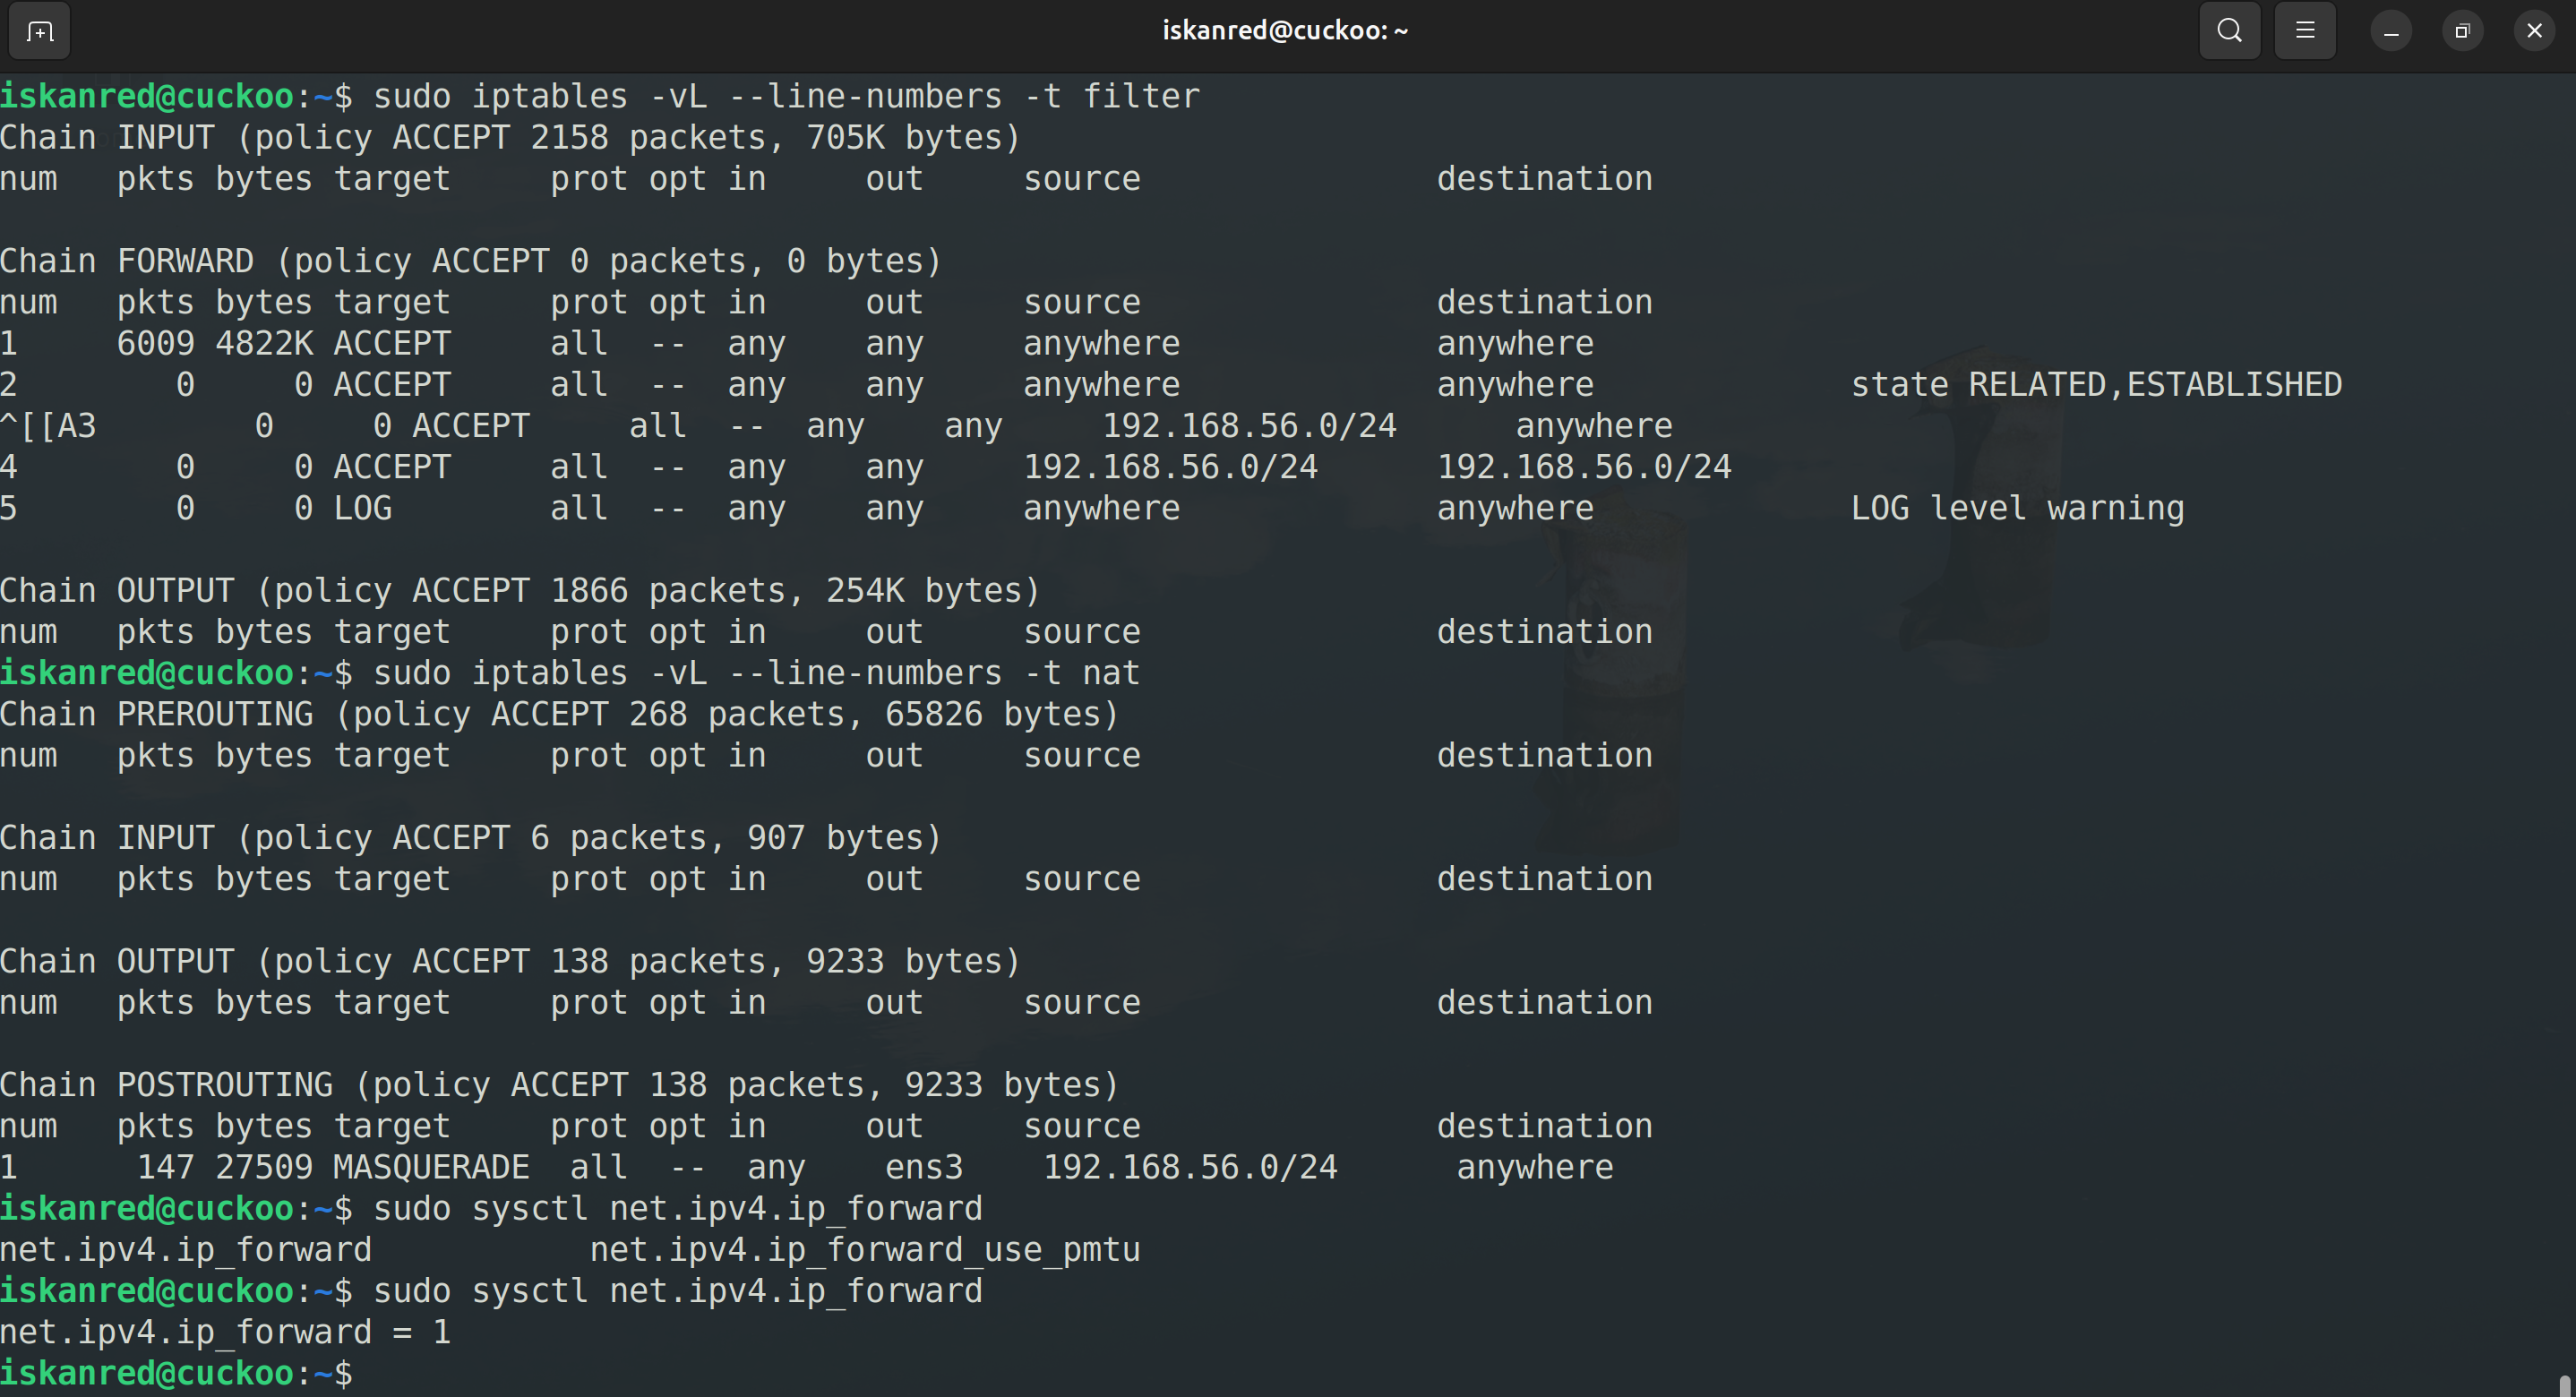 iskanred@cuckoo: ~
iskanred@cuckoo:~$ sudo iptables -vL --line-numbers -t filter
Chain INPUT (policy ACCEPT 2158 packets, 705K bytes)
num   pkts bytes target     prot opt in     out     source               destination

Chain FORWARD (policy ACCEPT 0 packets, 0 bytes)
num   pkts bytes target     prot opt in     out     source               destination
1     6009 4822K ACCEPT     all  --  any    any     anywhere             anywhere
2        0     0 ACCEPT     all  --  any    any     anywhere             anywhere             state RELATED,ESTABLISHED
^[[A3        0     0 ACCEPT     all  --  any    any     192.168.56.0/24      anywhere
4        0     0 ACCEPT     all  --  any    any     192.168.56.0/24      192.168.56.0/24
5        0     0 LOG        all  --  any    any     anywhere             anywhere             LOG level warning

Chain OUTPUT (policy ACCEPT 1866 packets, 254K bytes)
num   pkts bytes target     prot opt in     out     source               destination
iskanred@cuckoo:~$ sudo iptables -vL --line-numbers -t nat
Chain PREROUTING (policy ACCEPT 268 packets, 65826 bytes)
num   pkts bytes target     prot opt in     out     source               destination

Chain INPUT (policy ACCEPT 6 packets, 907 bytes)
num   pkts bytes target     prot opt in     out     source               destination

Chain OUTPUT (policy ACCEPT 138 packets, 9233 bytes)
num   pkts bytes target     prot opt in     out     source               destination

Chain POSTROUTING (policy ACCEPT 138 packets, 9233 bytes)
num   pkts bytes target     prot opt in     out     source               destination
1      147 27509 MASQUERADE  all  --  any    ens3    192.168.56.0/24      anywhere
iskanred@cuckoo:~$ sudo sysctl net.ipv4.ip_forward
net.ipv4.ip_forward           net.ipv4.ip_forward_use_pmtu
iskanred@cuckoo:~$ sudo sysctl net.ipv4.ip_forward
net.ipv4.ip_forward = 1
iskanred@cuckoo:~$